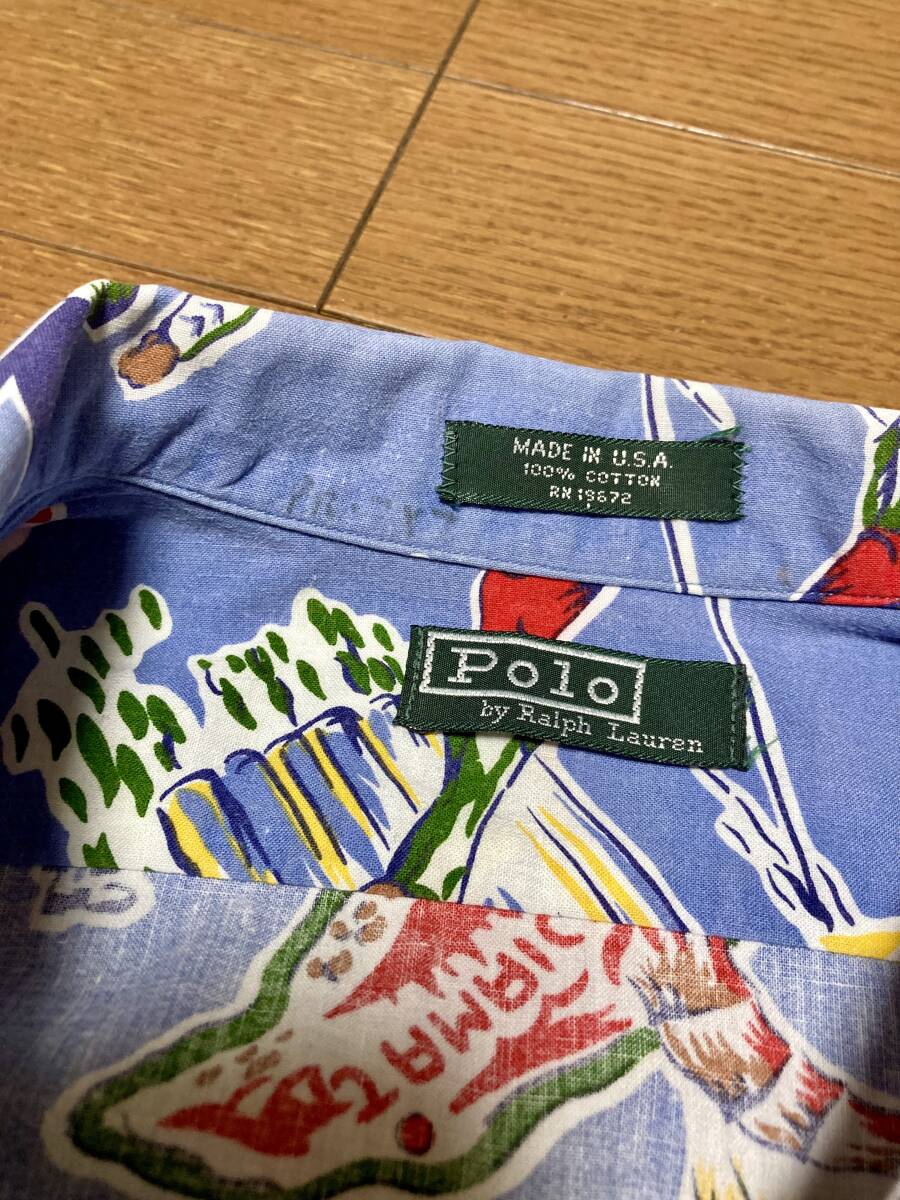 MADE IN U.S.A.
100% COTTON
RN 19672
Polo
by Ralph Lauren